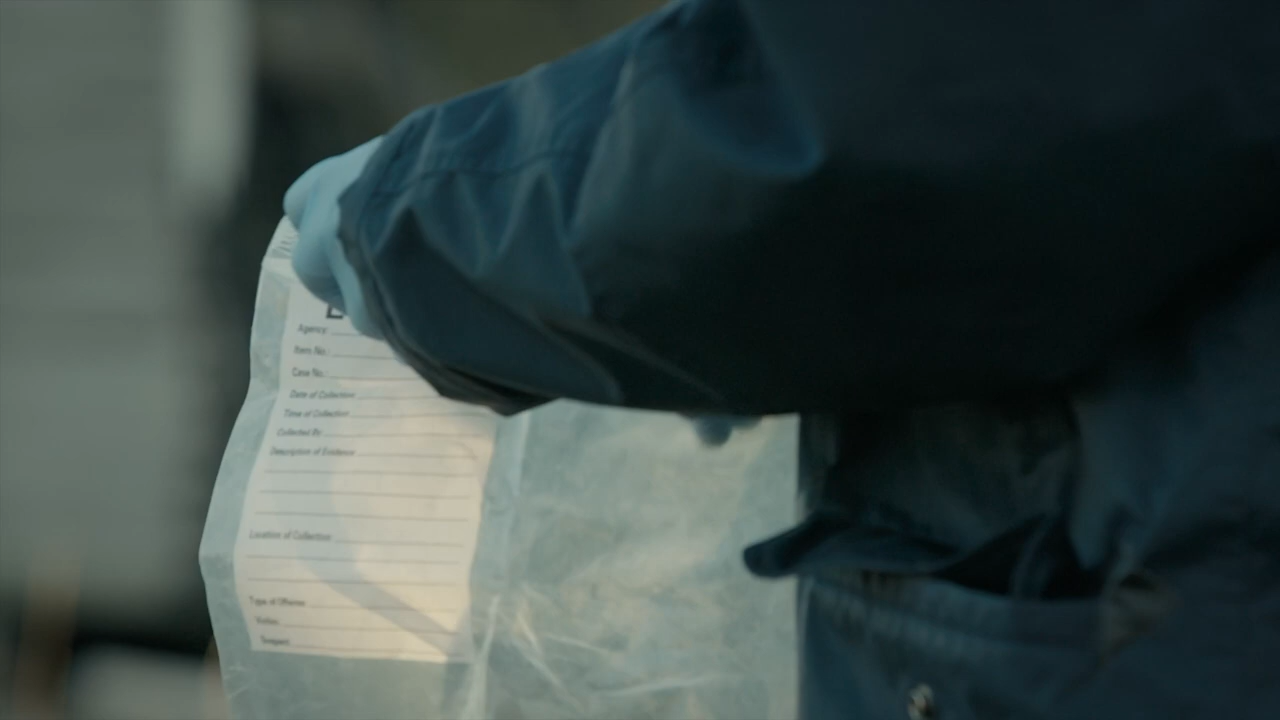 E
Agency:
Item No.:
Case No.:
Date of Collection:
Time of Collection:
Collected By:
Description of Evidence:
Location of Collection:
Type of Offense:
Victim:
Suspect: